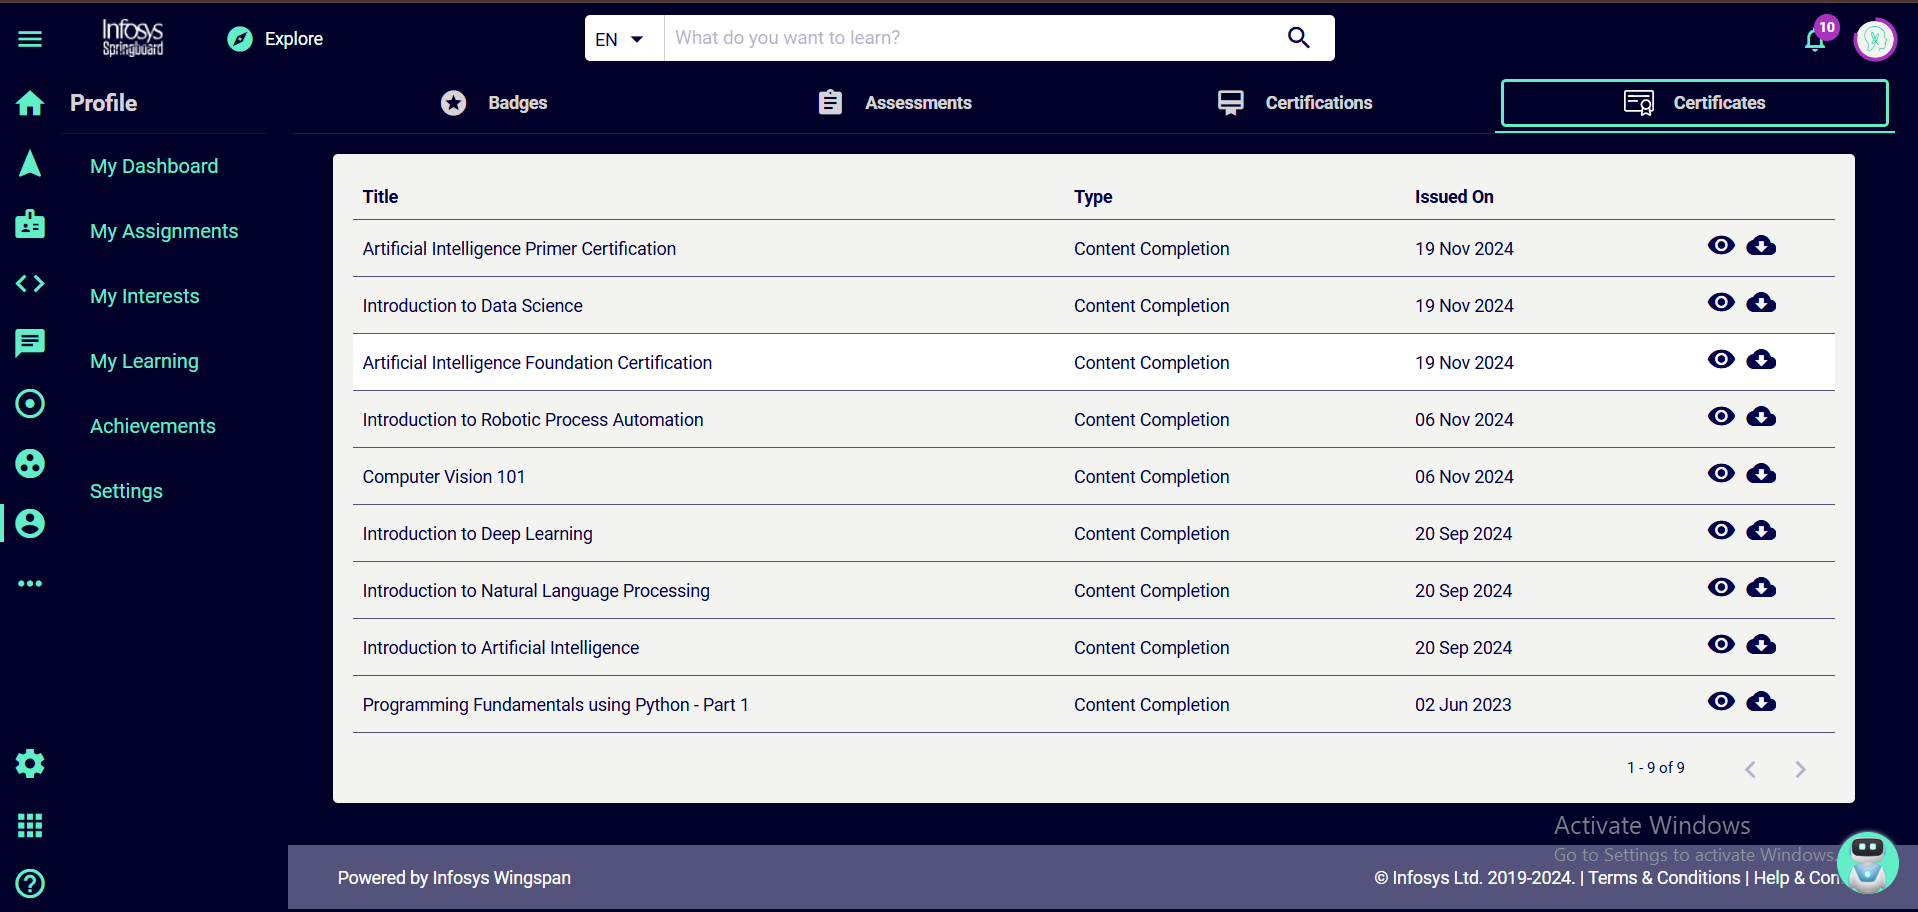 Infosys
Springboard
Explore
EN
What do you want to learn?
10
Profile
Badges
Assessments
Certifications
Certificates
My Dashboard
My Assignments
My Interests
My Learning
Achievements
Settings
Title Type Issued On
Artificial Intelligence Primer Certification Content Completion 19 Nov 2024
Introduction to Data Science Content Completion 19 Nov 2024
Artificial Intelligence Foundation Certification Content Completion 19 Nov 2024
Introduction to Robotic Process Automation Content Completion 06 Nov 2024
Computer Vision 101 Content Completion 06 Nov 2024
Introduction to Deep Learning Content Completion 20 Sep 2024
Introduction to Natural Language Processing Content Completion 20 Sep 2024
Introduction to Artificial Intelligence Content Completion 20 Sep 2024
Programming Fundamentals using Python - Part 1 Content Completion 02 Jun 2023
1 - 9 of 9
Activate Windows
Go to Settings to activate Windows.
Powered by Infosys Wingspan
© Infosys Ltd. 2019-2024. | Terms & Conditions | Help & Con